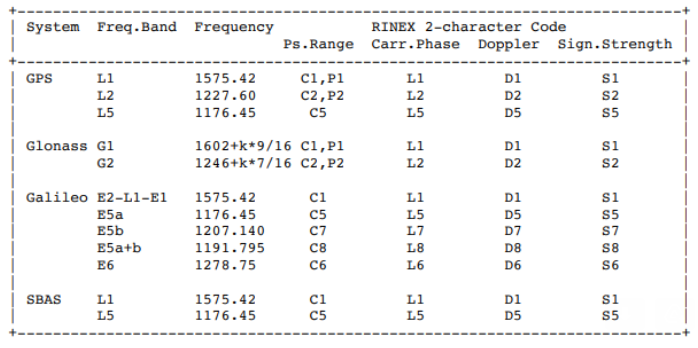 +----------------------------------------------------------------------------+
| System  Freq.Band  Frequency            RINEX 2-character Code             |
|                              Ps.Range  Carr.Phase  Doppler  Sign.Strength  |
+----------------------------------------------------------------------------+
| GPS     L1         1575.42    C1,P1       L1         D1         S1         |
|         L2         1227.60    C2,P2       L2         D2         S2         |
|         L5         1176.45     C5         L5         D5         S5         |
| Glonass G1         1602+k*9/16 C1,P1      L1         D1         S1         |
|         G2         1246+k*7/16 C2,P2      L2         D2         S2         |
| Galileo E2-L1-E1   1575.42     C1         L1         D1         S1         |
|         E5a        1176.45     C5         L5         D5         S5         |
|         E5b        1207.140    C7         L7         D7         S7         |
|         E5a+b      1191.795    C8         L8         D8         S8         |
|         E6         1278.75     C6         L6         D6         S6         |
| SBAS    L1         1575.42     C1         L1         D1         S1         |
|         L5         1176.45     C5         L5         D5         S5         |
+----------------------------------------------------------------------------+